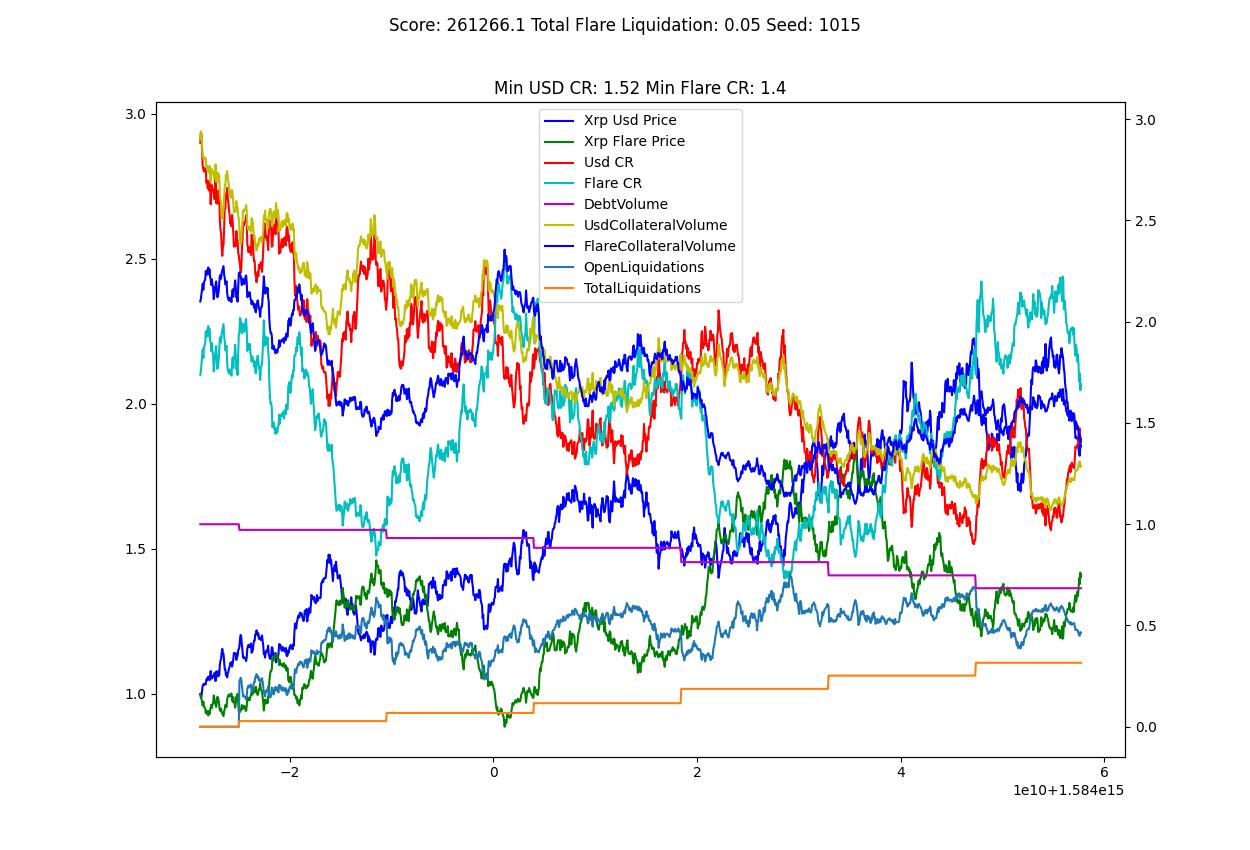 Score: 261266.1 Total Flare Liquidation: 0.05 Seed: 1015
Min USD CR: 1.52 Min Flare CR: 1.4
Xrp Usd Price
Xrp Flare Price
Usd CR
Flare CR
DebtVolume
UsdCollateralVolume
FlareCollateralVolume
OpenLiquidations
TotalLiquidations
3.0
2.5
2.0
1.5
1.0
3.0
2.5
2.0
1.5
1.0
0.5
0.0
−2
0
2
4
6
1e10+1.584e15